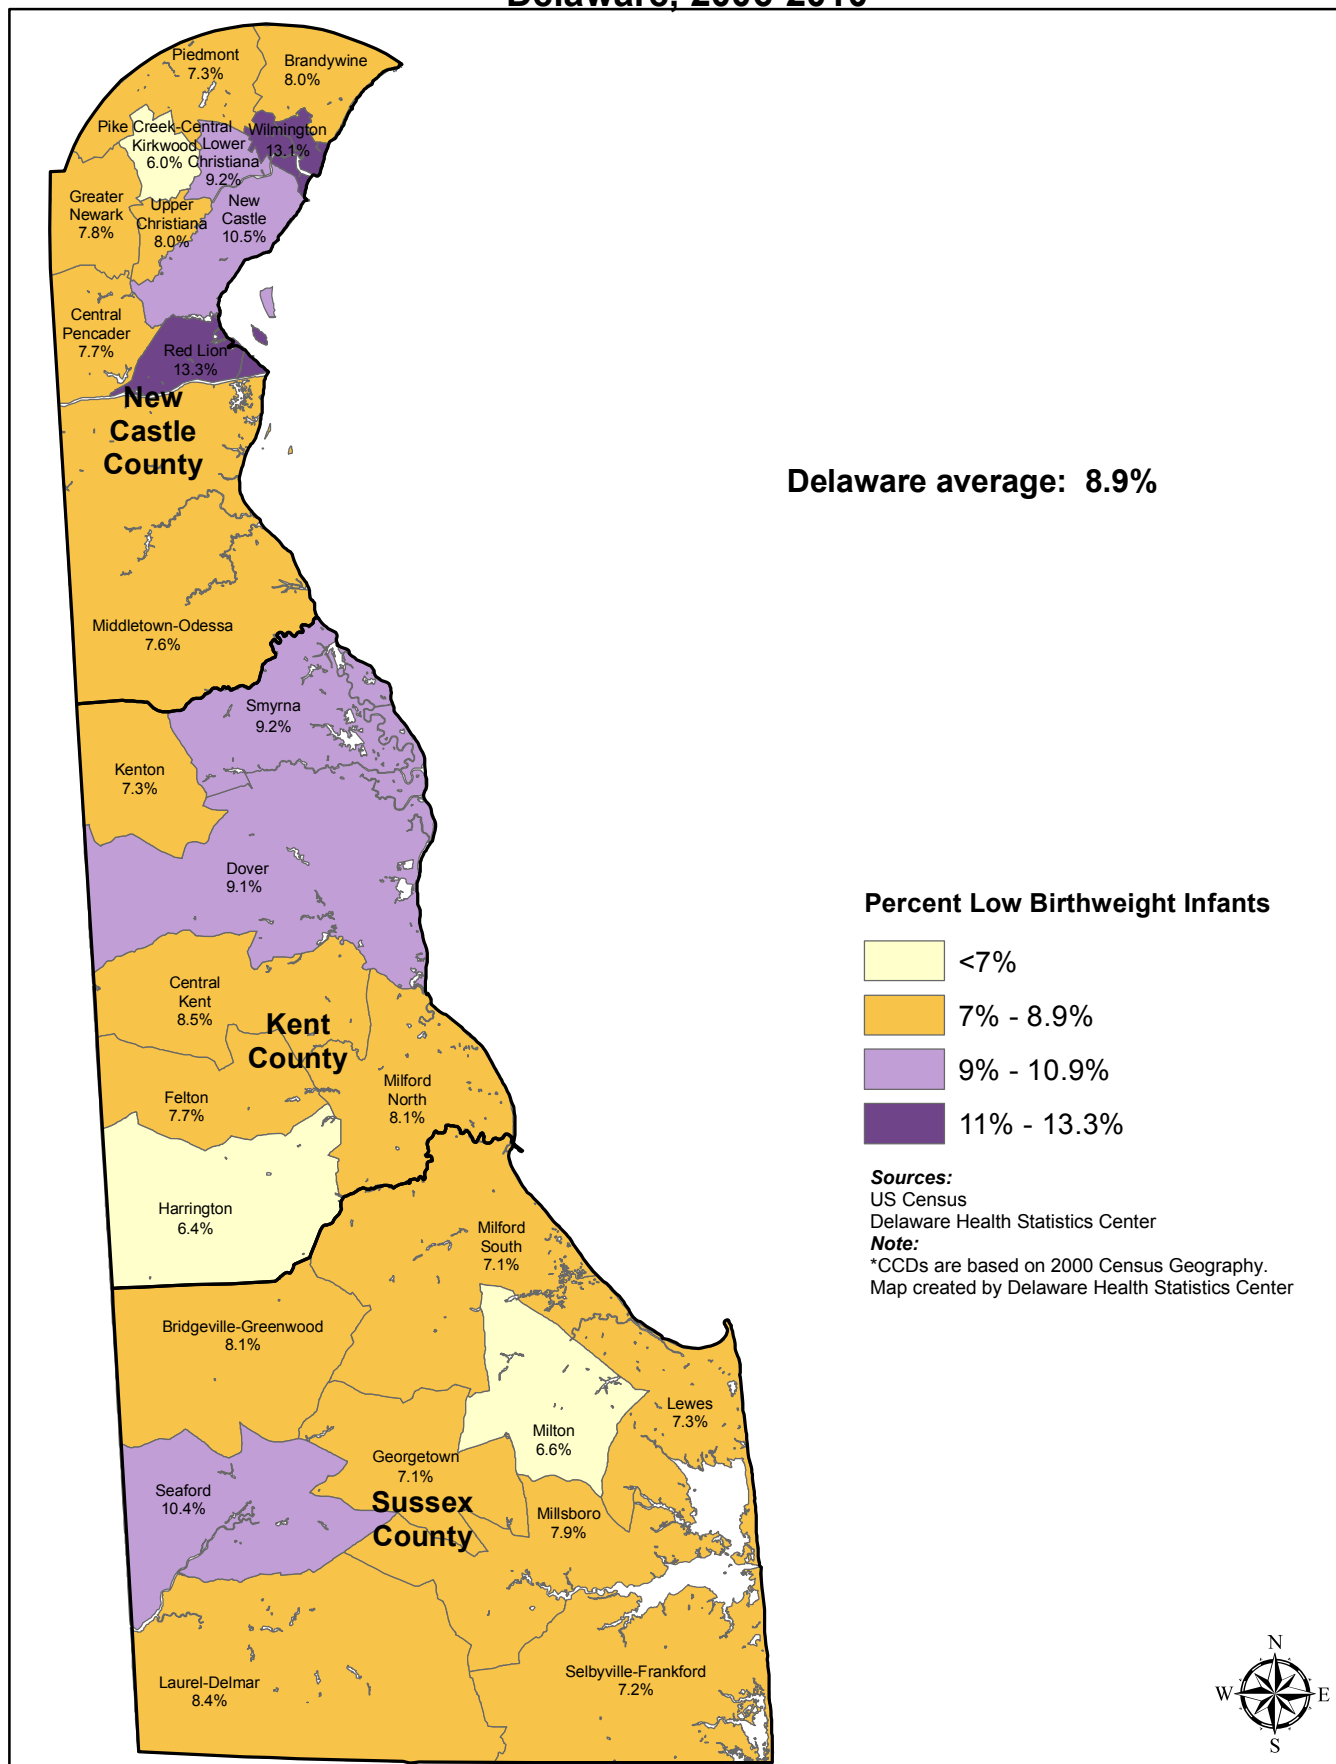 Delaware,
Piedmont
7.3%
Brandywine
8.0%
Pike Creek-Central
Kirkwood
6.0%
Lower
Christiana
9.2%
Wilmington
13.1%
Greater
Newark
7.8%
Upper
Christiana
8.0%
New
Castle
10.5%
Central
Pencader
7.7%
Red Lion
13.3%
New
Castle
County
Delaware average: 8.9%
Middletown-Odessa
7.6%
Smyrna
9.2%
Kenton
7.3%
Dover
9.1%
Percent Low Birthweight Infants
<7%
7% - 8.9%
9% - 10.9%
11% - 13.3%
Central
Kent
8.5%
Kent
County
Felton
7.7%
Milford
North
8.1%
Harrington
6.4%
Sources:
US Census
Delaware Health Statistics Center
Note:
*CCDs are based on 2000 Census Geography.
Map created by Delaware Health Statistics Center
Milford
South
7.1%
Bridgeville-Greenwood
8.1%
Lewes
7.3%
Milton
6.6%
Georgetown
7.1%
Seaford
10.4%
Sussex
County
Millsboro
7.9%
Laurel-Delmar
8.4%
Selbyville-Frankford
7.2%
N
W
E
S